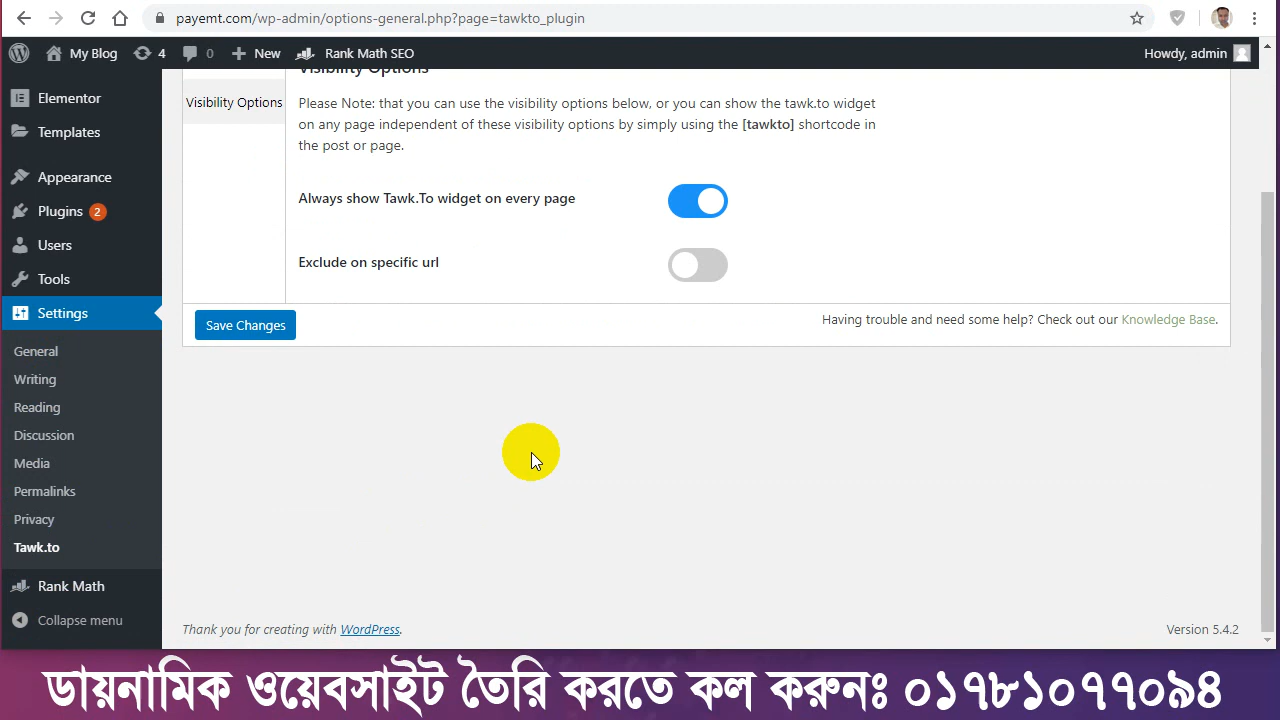 payemt.com/wp-admin/options-general.php?page=tawkto_plugin
My Blog 4 0 New Rank Math SEO Howdy, admin
Elementor
Templates
Appearance
Plugins 2
Users
Tools
Settings
General
Writing
Reading
Discussion
Media
Permalinks
Privacy
Tawk.to
Rank Math
Collapse menu
Visibility Options
Visibility Options
Please Note: that you can use the visibility options below, or you can show the tawk.to widget
on any page independent of these visibility options by simply using the [tawkto] shortcode in
the post or page.
Always show Tawk.To widget on every page
Exclude on specific url
Save Changes
Having trouble and need some help? Check out our Knowledge Base.
Thank you for creating with WordPress.
Version 5.4.2
ডায়নামিক ওয়েবসাইট তৈরি করতে কল করুনঃ ০১৭৮১০৭৭০৯৪